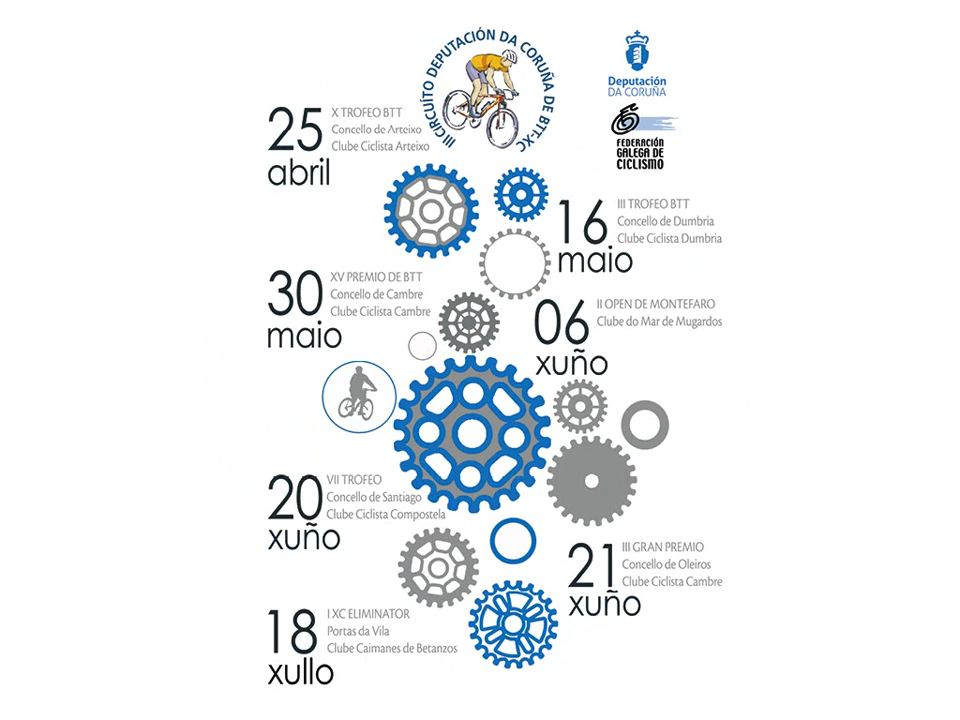 III CIRCUÍTO DEPUTACIÓN DA CORUÑA DE BTT-XC
Deputación
DA CORUÑA
FEDERACIÓN
GALEGA DE
CICLISMO
25
abril
X TROFEO BTT
Concello de Arteixo
Clube Ciclista Arteixo
16
maio
III TROFEO BTT
Concello de Dumbria
Clube Ciclista Dumbria
30
maio
XV PREMIO DE BTT
Concello de Cambre
Clube Ciclista Cambre
06
xuño
II OPEN DE MONTEFARO
Clube do Mar de Mugardos
20
xuño
VII TROFEO
Concello de Santiago
Clube Ciclista Compostela
21
xuño
III GRAN PREMIO
Concello de Oleiros
Clube Ciclista Cambre
18
xullo
I XC ELIMINATOR
Portas da Vila
Clube Caimanes de Betanzos